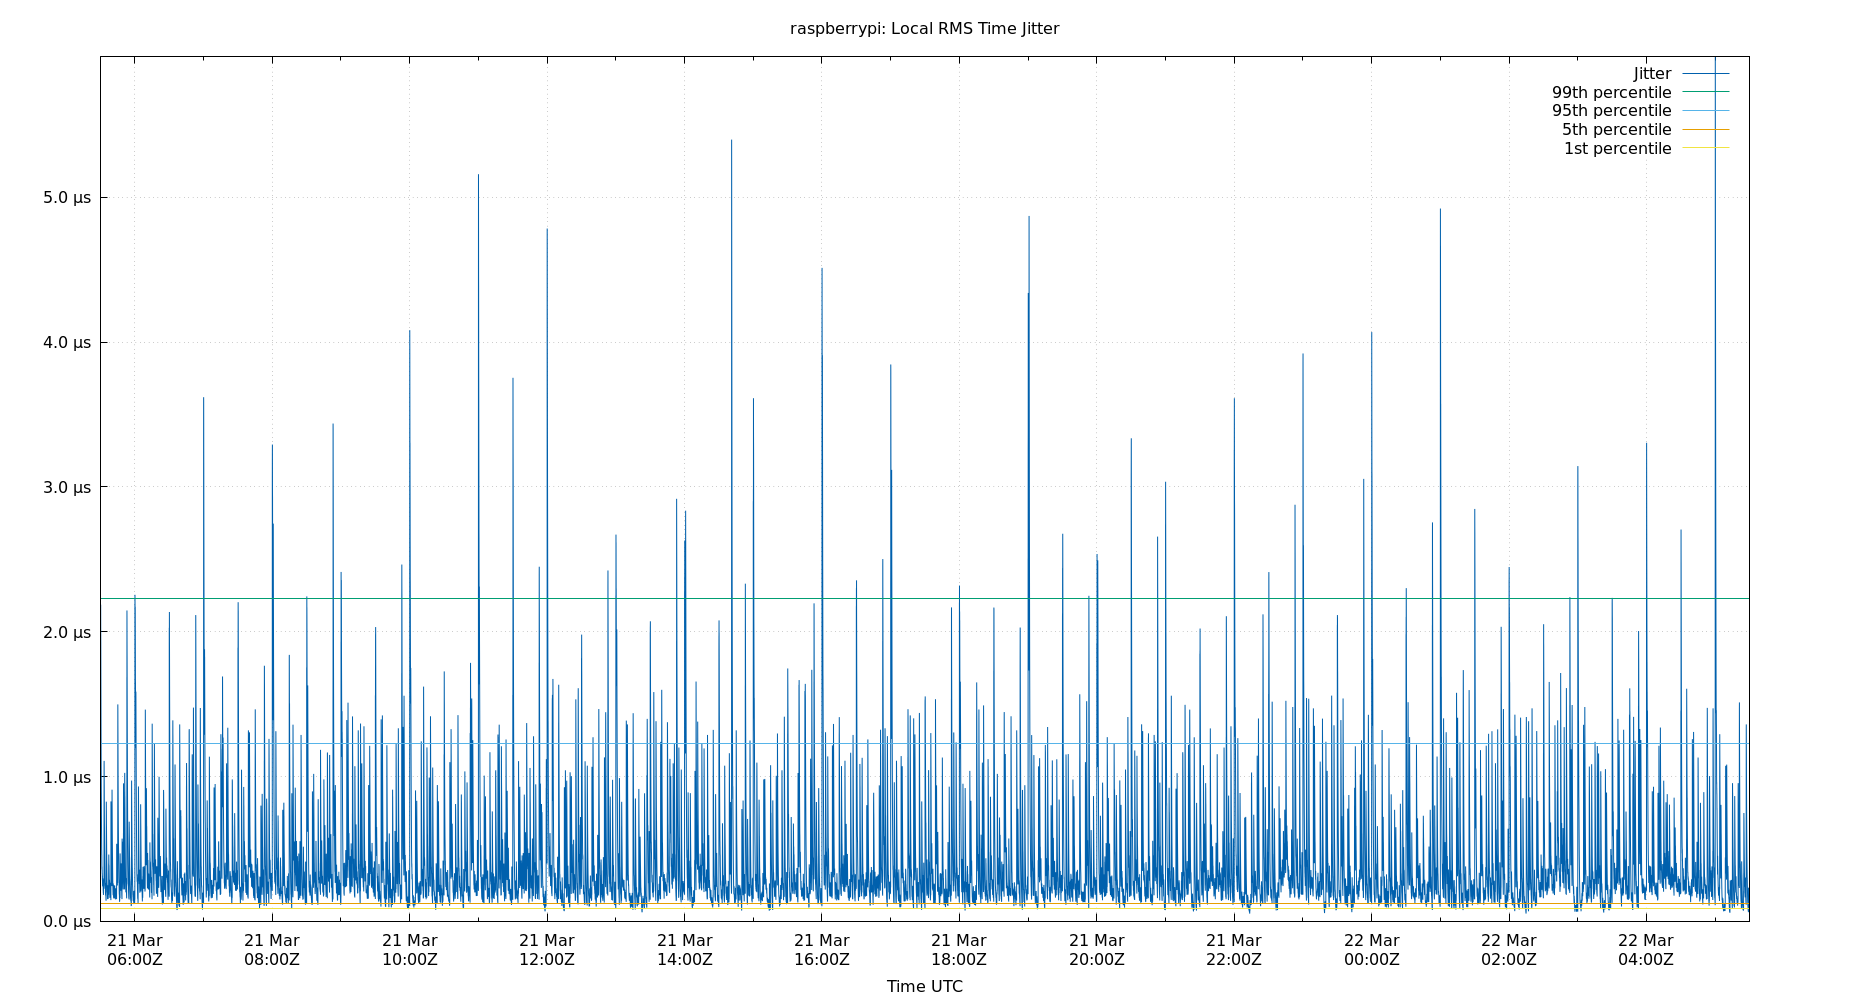 raspberrypi: Local RMS Time Jitter
Jitter
99th percentile
95th percentile
5th percentile
1st percentile
5.0 µs
4.0 µs
3.0 µs
2.0 µs
1.0 µs
0.0 µs
21 Mar 21 Mar 21 Mar 21 Mar 21 Mar 21 Mar 21 Mar 21 Mar 21 Mar 22 Mar 22 Mar 22 Mar
06:00Z 08:00Z 10:00Z 12:00Z 14:00Z 16:00Z 18:00Z 20:00Z 22:00Z 00:00Z 02:00Z 04:00Z
Time UTC